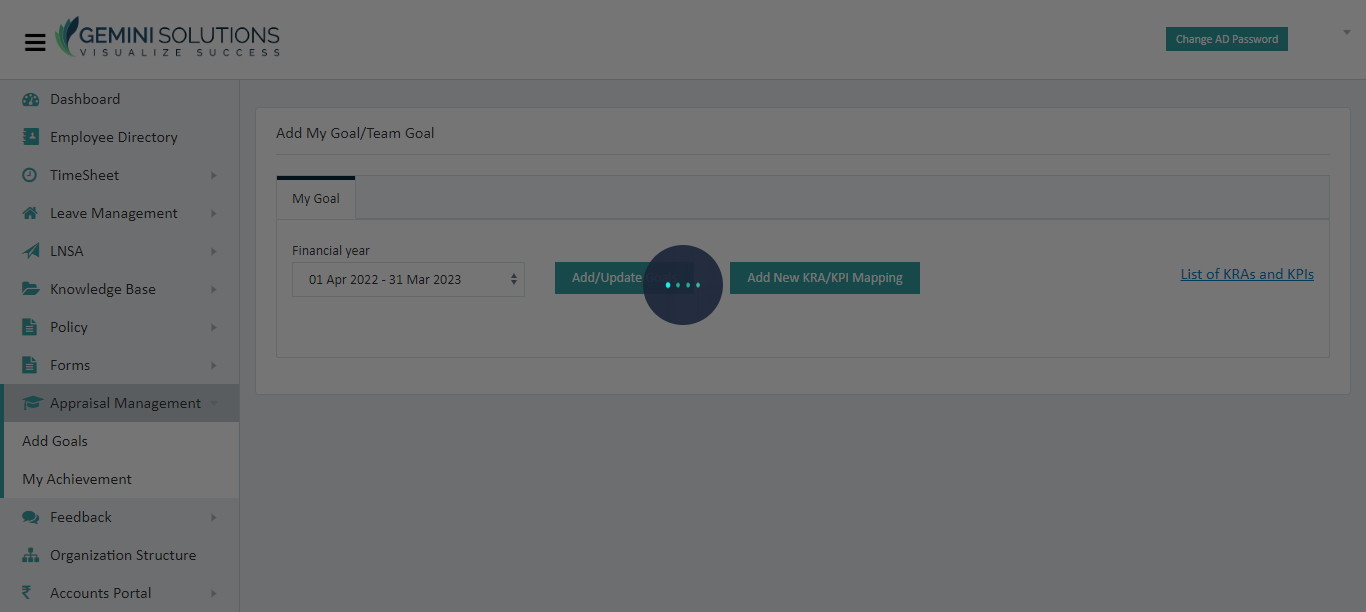 GEMINI SOLUTIONS
VISUALIZE SUCCESS
Change AD Password
Dashboard
Employee Directory
TimeSheet
Leave Management
LNSA
Knowledge Base
Policy
Forms
Appraisal Management
Add Goals
My Achievement
Feedback
Organization Structure
₹ Accounts Portal
Add My Goal/Team Goal
My Goal
Financial year
01 Apr 2022 - 31 Mar 2023
Add/Update
Add New KRA/KPI Mapping
List of KRAs and KPIs